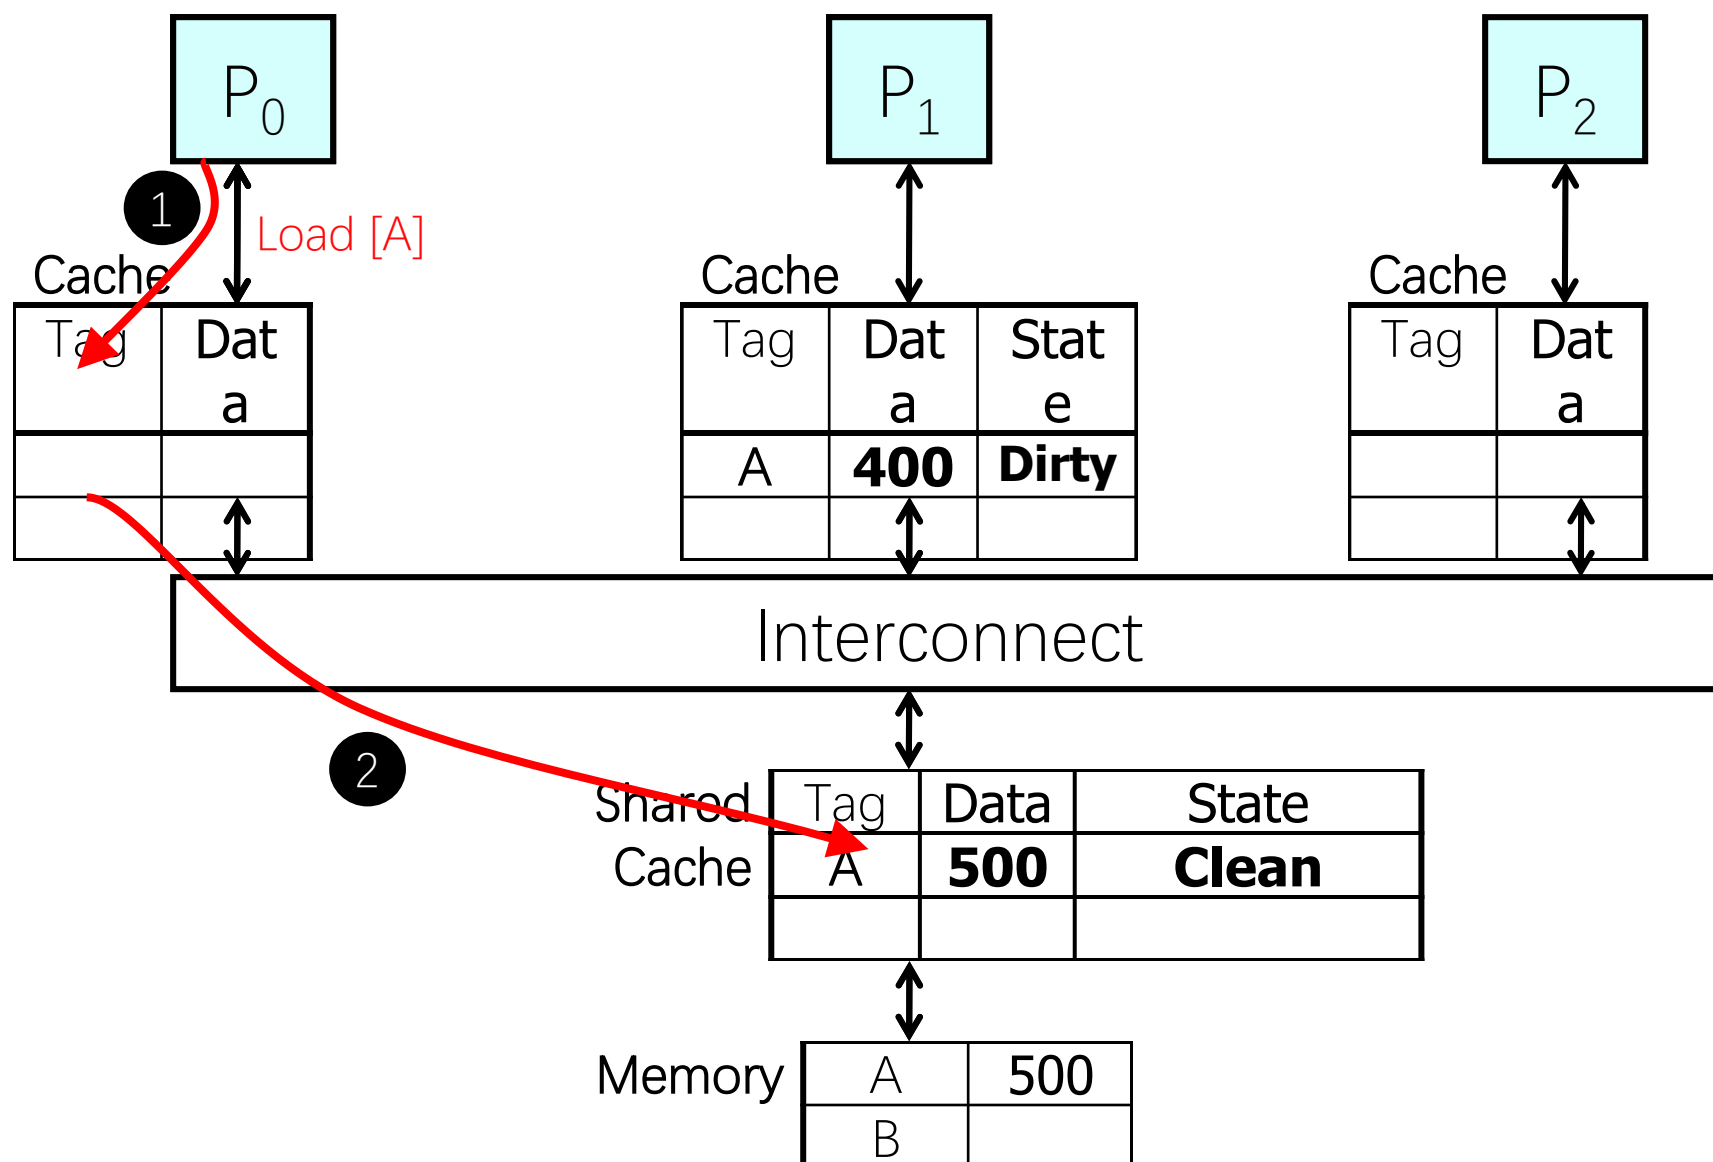 P0 P1 P2
1
Load [A]
Cache Cache Cache
Tag Dat Tag Dat Stat Tag Dat
a a e a
A 400 Dirty
Interconnect
2
Shared Tag Data State
Cache A 500 Clean
Memory A 500
B